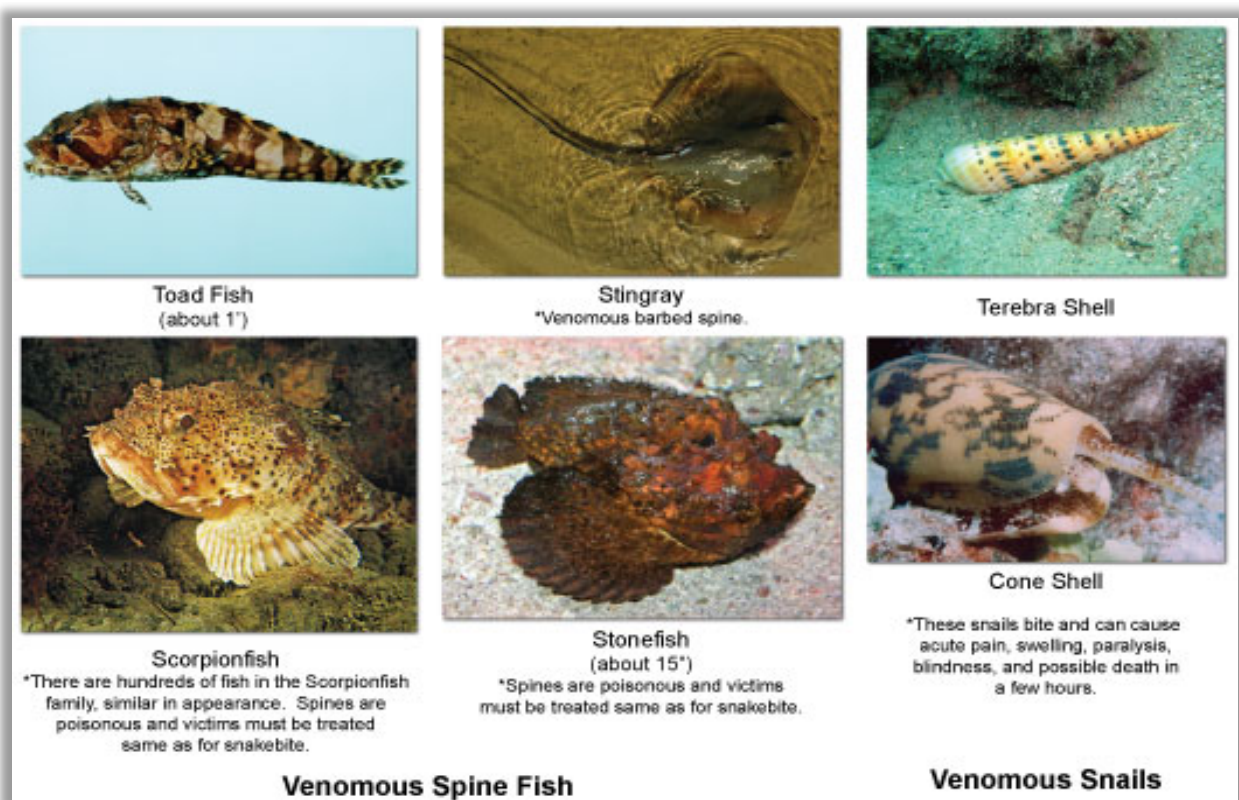 Toad Fish
(about 1')
Stingray
*Venomous barbed spine.
Terebra Shell
Scorpionfish
*There are hundreds of fish in the Scorpionfish
family, similar in appearance. Spines are
poisonous and victims must be treated
same as for snakebite.
Stonefish
(about 15")
*Spines are poisonous and victims
must be treated same as for snakebite.
Cone Shell
*These snails bite and can cause
acute pain, swelling, paralysis,
blindness, and possible death in
a few hours.
Venomous Spine Fish
Venomous Snails